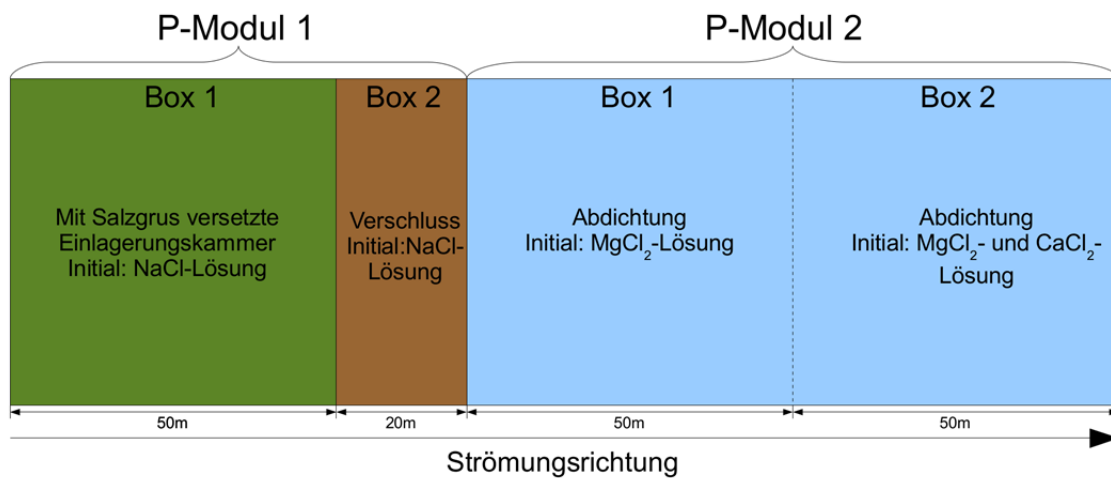 P-Modul 1
P-Modul 2
Box 1
Box 2
Box 1
Box 2
Mit Salzgrus versetzte
Einlagerungskammer
Initial: NaCl-Lösung
Verschluss
Initial:NaCl-
Lösung
Abdichtung
Initial: MgCl₂-Lösung
Abdichtung
Initial: MgCl₂- und CaCl₂-
Lösung
50m
20m
50m
50m
Strömungsrichtung